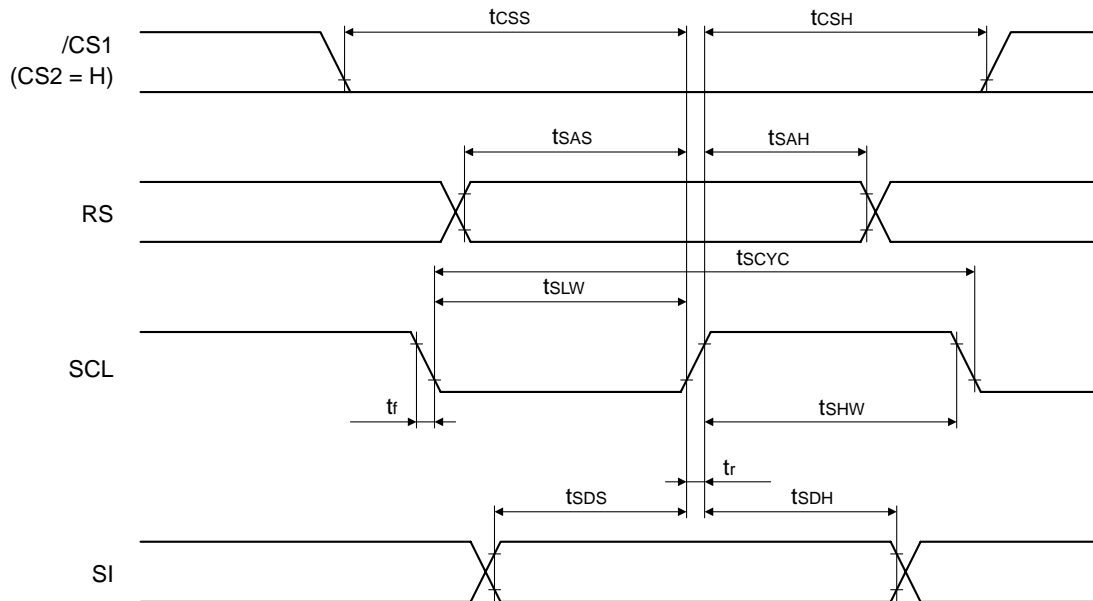 tCSS
tCSH
/CS1
(CS2 = H)
tSAS
tSAH
RS
tSCYC
tSLW
SCL
tf
tSHW
tr
tSDS
tSDH
SI